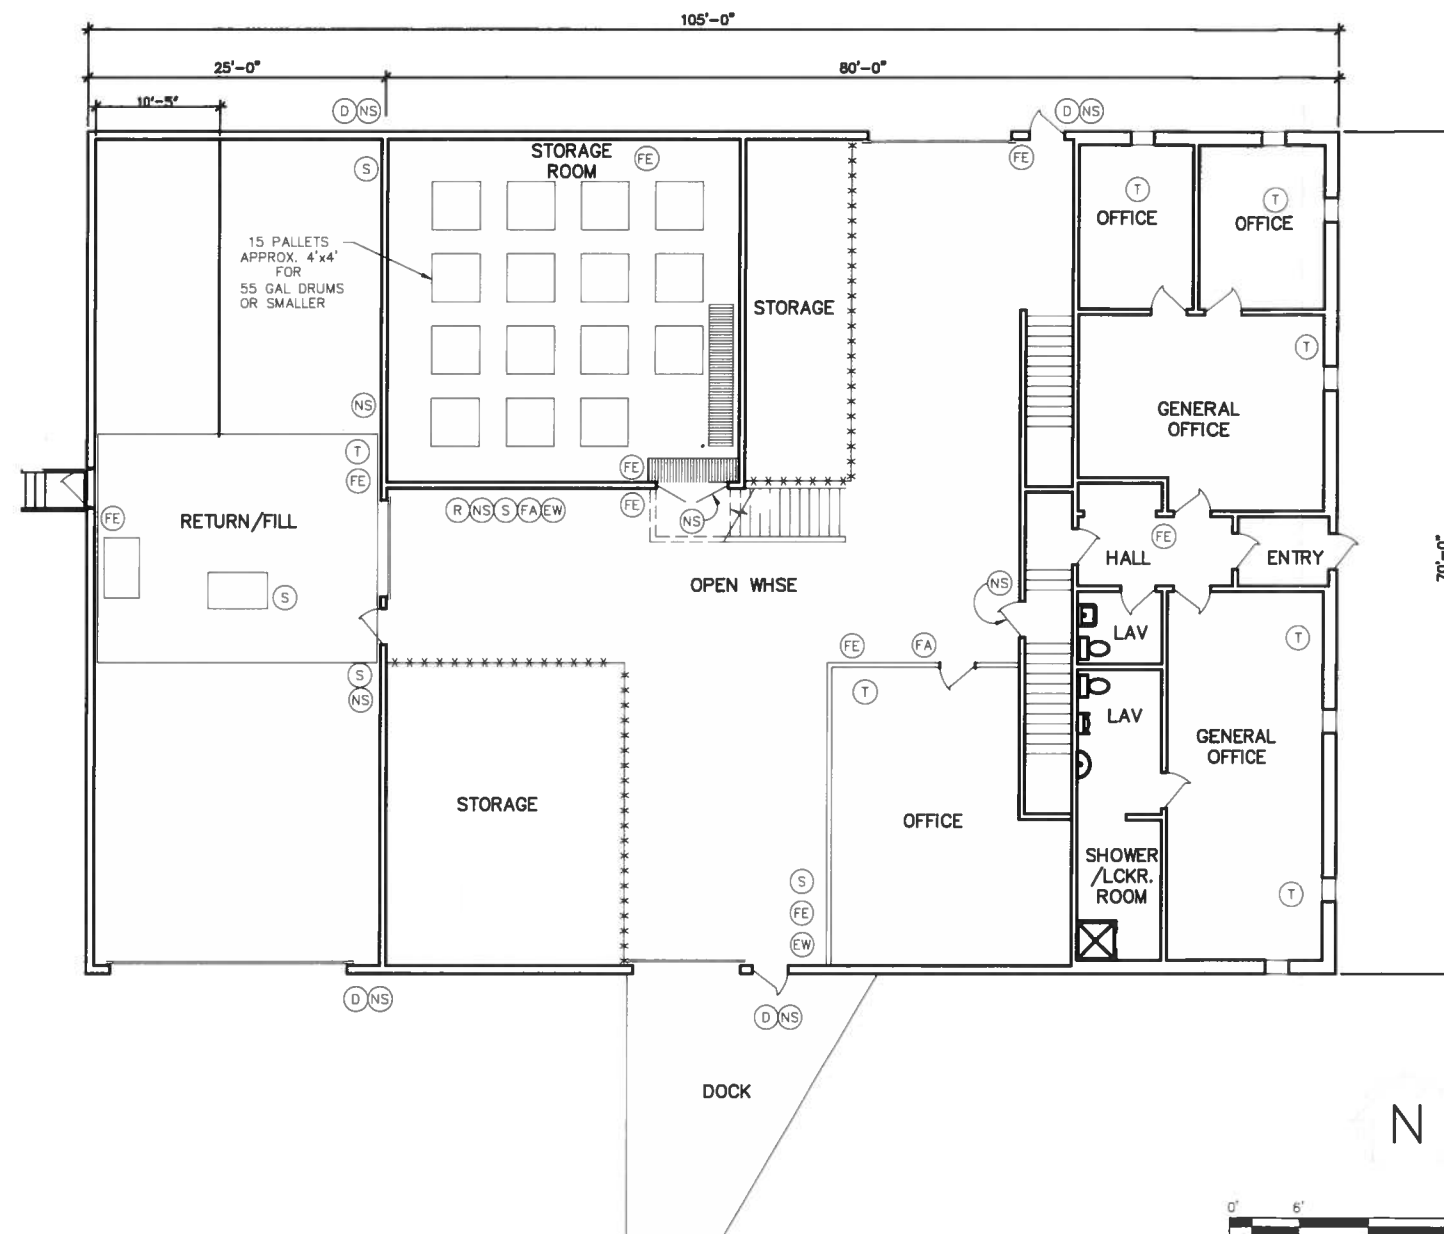 105'-0"
25'-0"
80'-0"
10'-5"
D NS
D NS
STORAGE
ROOM
FE
FE
S
T
OFFICE
T
OFFICE
15 PALLETS
APPROX. 4'x4'
FOR
55 GAL DRUMS
OR SMALLER
STORAGE
T
NS
GENERAL
OFFICE
T
FE
FE
FE
R NS S FA EW
FE
NS
RETURN/FILL
FE
HALL
ENTRY
70'-0"
OPEN WHSE
NS
S
LAV
T
FE
FA
S
NS
T
LAV
GENERAL
OFFICE
STORAGE
OFFICE
SHOWER
/LCKR.
ROOM
S
FE
EW
T
D NS
D NS
DOCK
N
0'
6'